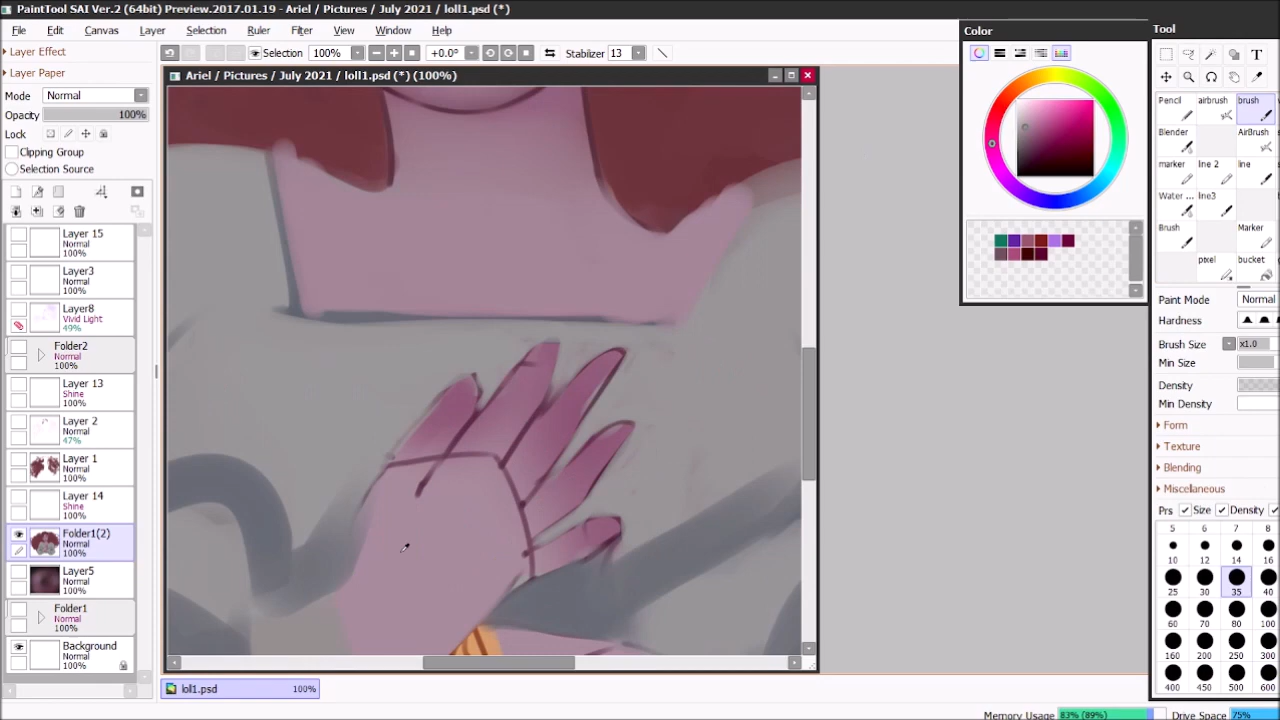 PaintTool SAI Ver.2 (64bit) Preview.2017.01.19 - Ariel / Pictures / July 2021 / loll1.psd (*)
File Edit Canvas Layer Selection Ruler Filter View Window Help
Selection 100% +0.0° Stabilizer 13
Layer Effect
Layer Paper
Mode Normal
Opacity 100%
Lock
Clipping Group
Selection Source
Layer 15
Normal
100%
Layer3
Normal
100%
Layer8
Vivid Light
49%
Folder2
Normal
100%
Layer 13
Shine
100%
Layer 2
Normal
47%
Layer 1
Normal
100%
Layer 14
Shine
100%
Folder1(2)
Normal
100%
Layer5
Normal
100%
Folder1
Normal
100%
Background
Normal
100%
Ariel / Pictures / July 2021 / loll1.psd (*) (100%)
loll1.psd 100%
Color
Tool
T
Pencil airbrush brush
Blender AirBrush
marker line 2 line
Water ... line3
Brush Marker
pixel bucket
Paint Mode Normal
Hardness
Brush Size x1.0
Min Size
Density
Min Density
Form
Texture
Blending
Miscellaneous
Prs Size Density
5 6 7 8
10 12 14 16
25 30 35 40
60 70 80 100
160 200 250 300
400 450 500 600
Memory Usage 83% (89%) Drive Space 75%